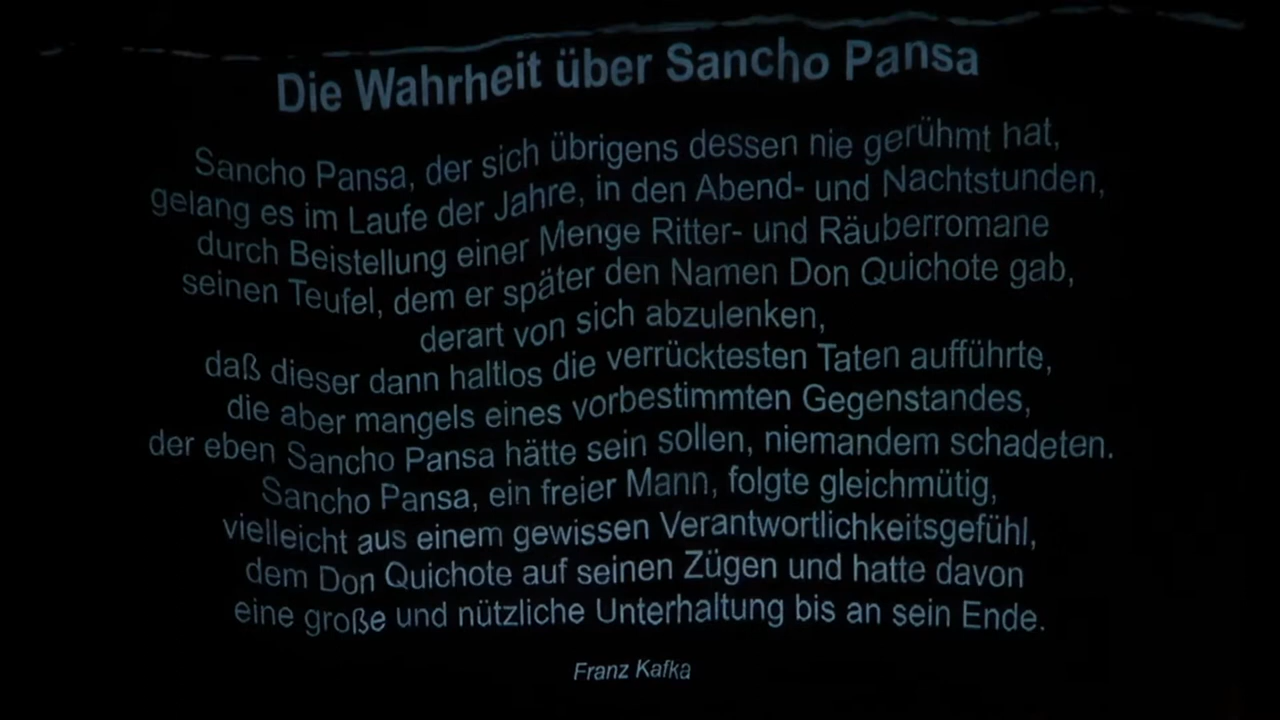 Die Wahrheit über Sancho Pansa
Sancho Pansa, der sich übrigens dessen nie gerühmt hat,
gelang es im Laufe der Jahre, in den Abend- und Nachtstunden,
durch Beistellung einer Menge Ritter- und Räuberromane
seinen Teufel, dem er später den Namen Don Quichote gab,
derart von sich abzulenken,
daß dieser dann haltlos die verrücktesten Taten aufführte,
die aber mangels eines vorbestimmten Gegenstandes,
der eben Sancho Pansa hätte sein sollen, niemandem schadeten.
Sancho Pansa, ein freier Mann, folgte gleichmütig,
vielleicht aus einem gewissen Verantwortlichkeitsgefühl,
dem Don Quichote auf seinen Zügen und hatte davon
eine große und nützliche Unterhaltung bis an sein Ende.
Franz Kafka